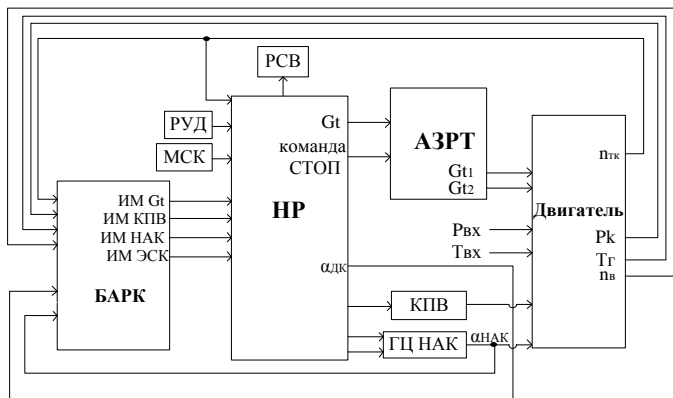 РСВ
РУД
МСК
НР
Gt
команда
СТОП
αДК
АЗРТ
Gt1
Gt2
Pвх
Tвх
Двигатель
nтк
Pk
Tг
nв
ИМ Gt
ИМ КПВ
ИМ НАК
ИМ ЭСК
БАРК
КПВ
ГЦ НАК
αНАК